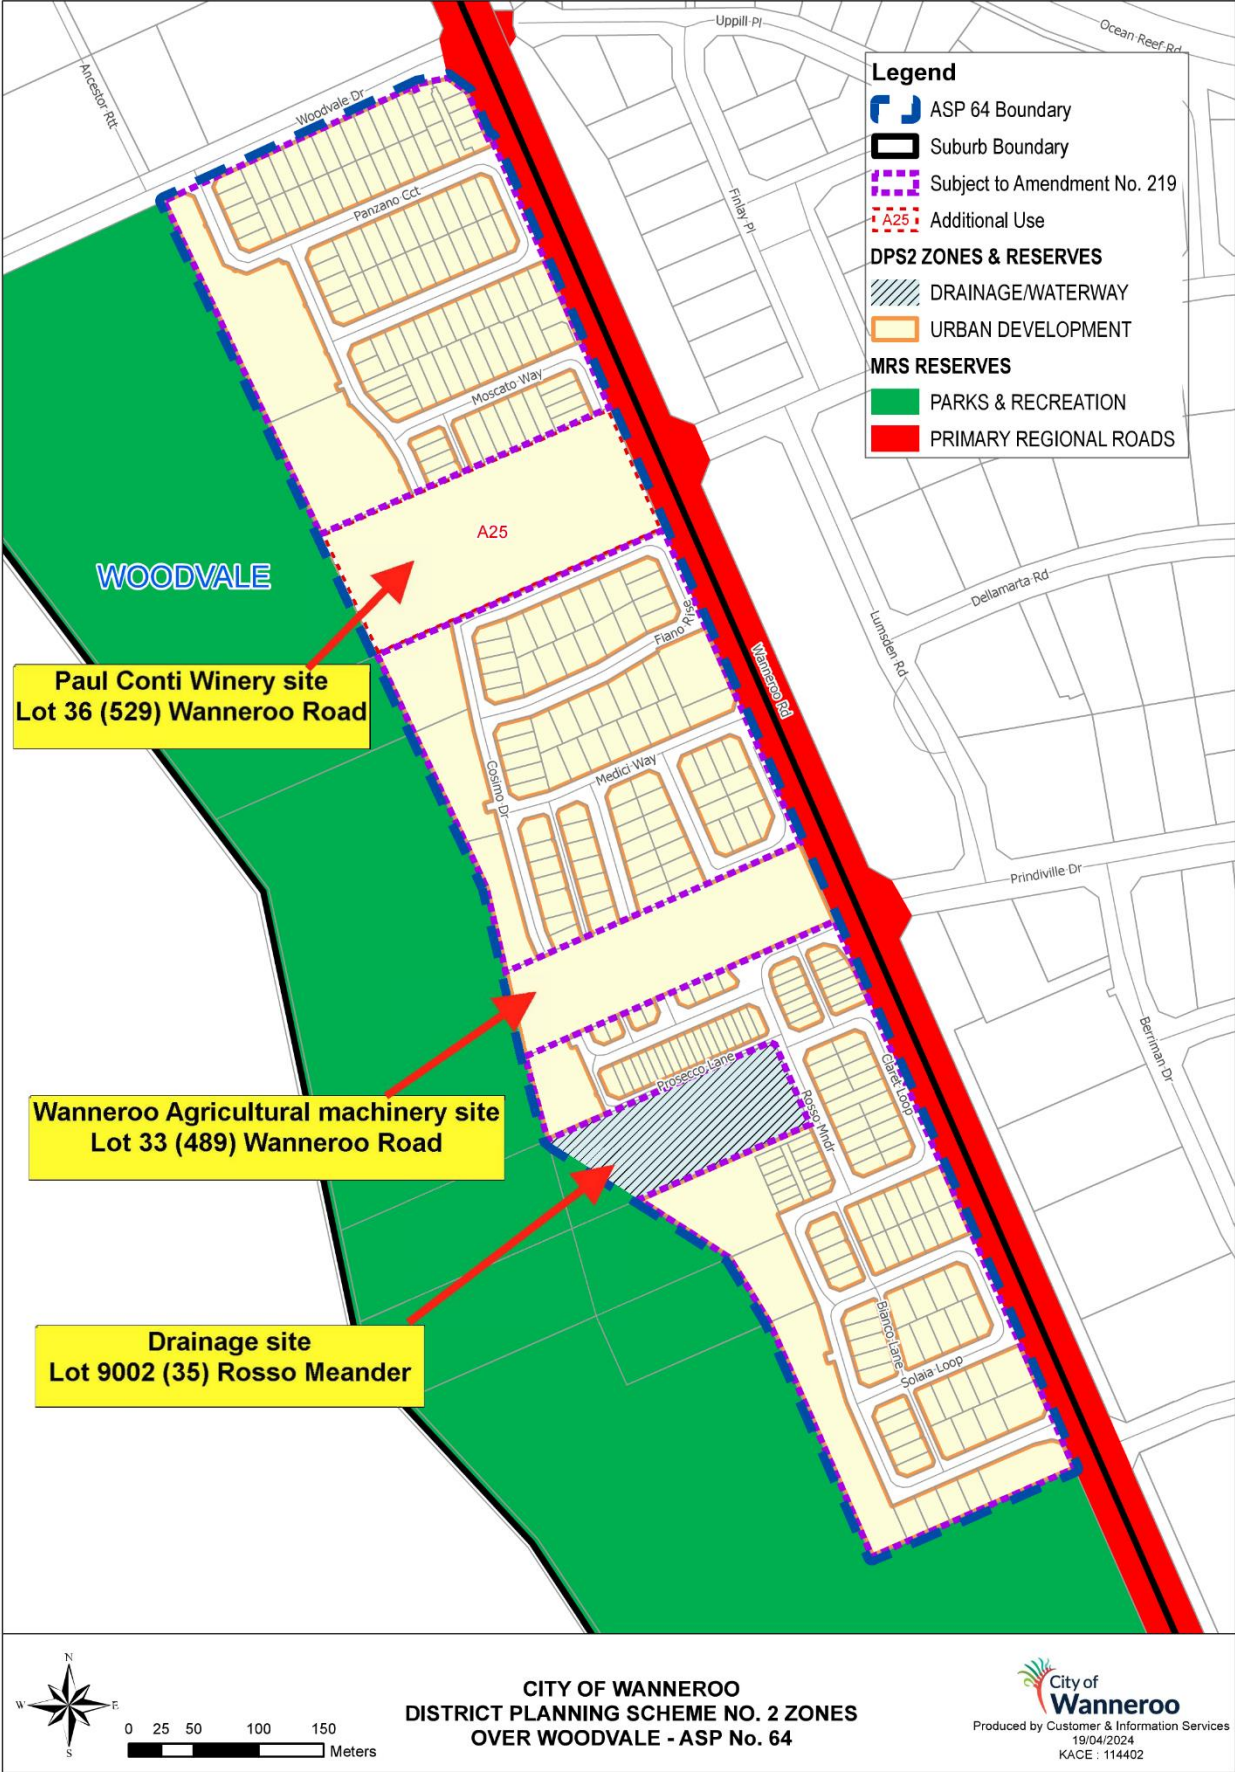 Uppill Pl
Ocean Reef Rd
Ancestor Rtt
Woodvale Dr
Legend
ASP 64 Boundary
Suburb Boundary
Subject to Amendment No. 219
A25 Additional Use
DPS2 ZONES & RESERVES
DRAINAGE/WATERWAY
URBAN DEVELOPMENT
MRS RESERVES
PARKS & RECREATION
PRIMARY REGIONAL ROADS
Panzano Cct
Finlay Pl
Moscato Way
A25
WOODVALE
Dellamarta Rd
Lumsden Rd
Fiano Rise
Wanneroo Rd
Paul Conti Winery site
Lot 36 (529) Wanneroo Road
Cosimo Dr
Medici Way
Prindiville Dr
Berriman Dr
Prosecco Lane
Claret Loop
Rosso Mndr
Wanneroo Agricultural machinery site
Lot 33 (489) Wanneroo Road
Drainage site
Lot 9002 (35) Rosso Meander
Bianco Lane
Solaia Loop
N
W
E
S
0 25 50 100 150
Meters
CITY OF WANNEROO
DISTRICT PLANNING SCHEME NO. 2 ZONES
OVER WOODVALE - ASP No. 64
City of
Wanneroo
Produced by Customer & Information Services
19/04/2024
KACE : 114402